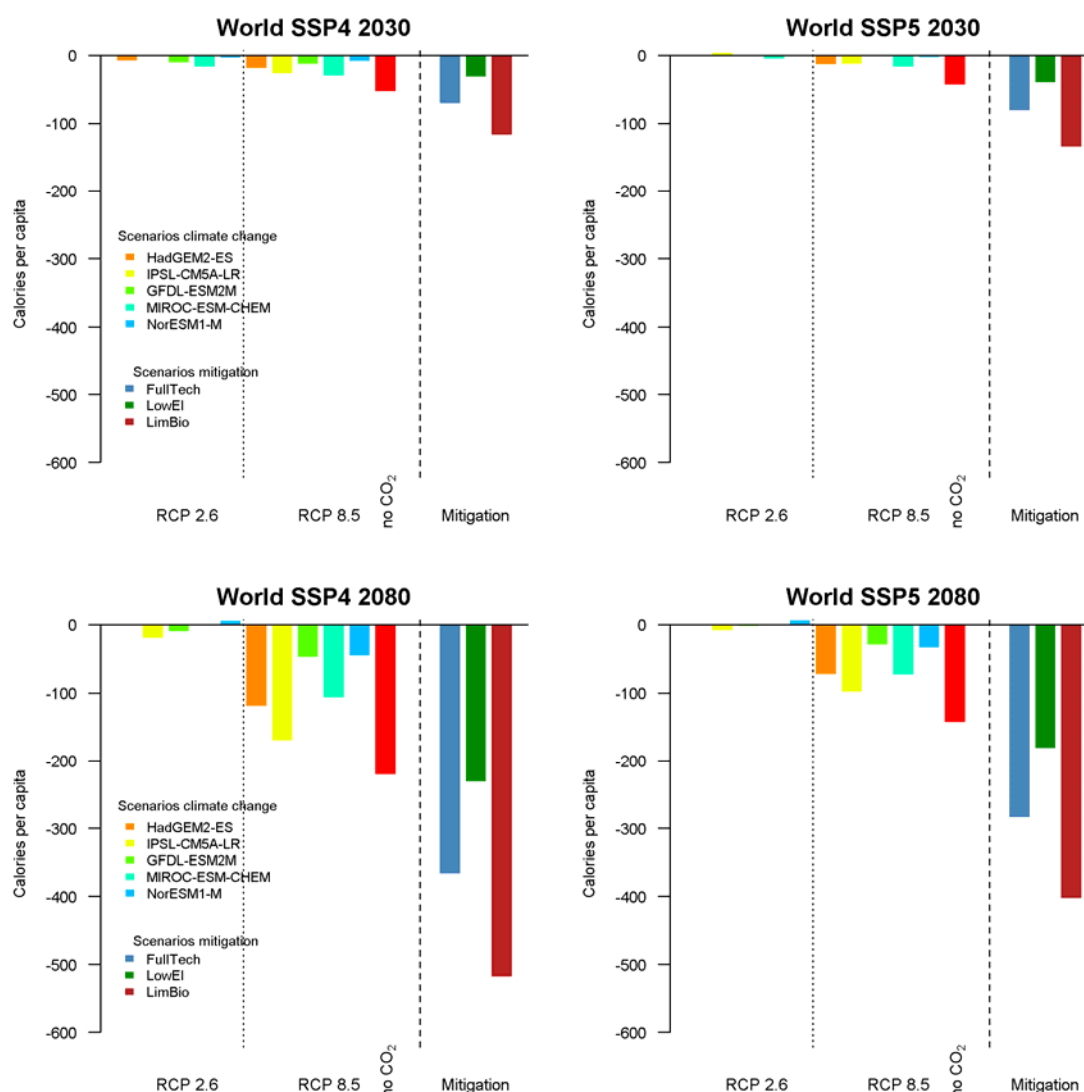 World SSP4 2030
0
-100
-200
-300
-400
-500
-600
Calories per capita
Scenarios climate change
HadGEM2-ES
IPSL-CM5A-LR
GFDL-ESM2M
MIROC-ESM-CHEM
NorESM1-M
Scenarios mitigation
FullTech
LowEI
LimBio
RCP 2.6
RCP 8.5
no CO2
Mitigation
World SSP5 2030
0
-100
-200
-300
-400
-500
-600
Calories per capita
RCP 2.6
RCP 8.5
no CO2
Mitigation
World SSP4 2080
0
-100
-200
-300
-400
-500
-600
Calories per capita
Scenarios climate change
HadGEM2-ES
IPSL-CM5A-LR
GFDL-ESM2M
MIROC-ESM-CHEM
NorESM1-M
Scenarios mitigation
FullTech
LowEI
LimBio
RCP 2.6
RCP 8.5
no CO2
Mitigation
World SSP5 2080
0
-100
-200
-300
-400
-500
-600
Calories per capita
RCP 2.6
RCP 8.5
no CO2
Mitigation